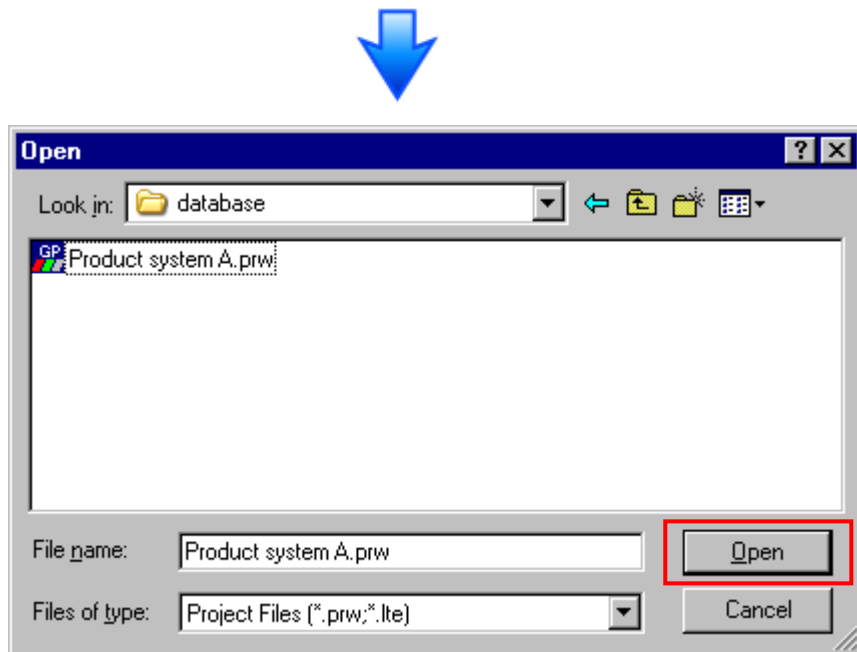 Open
Look in: database
GP Product system A.prw
File name: Product system A.prw
Open
Files of type: Project Files (*.prw;*.lte)
Cancel